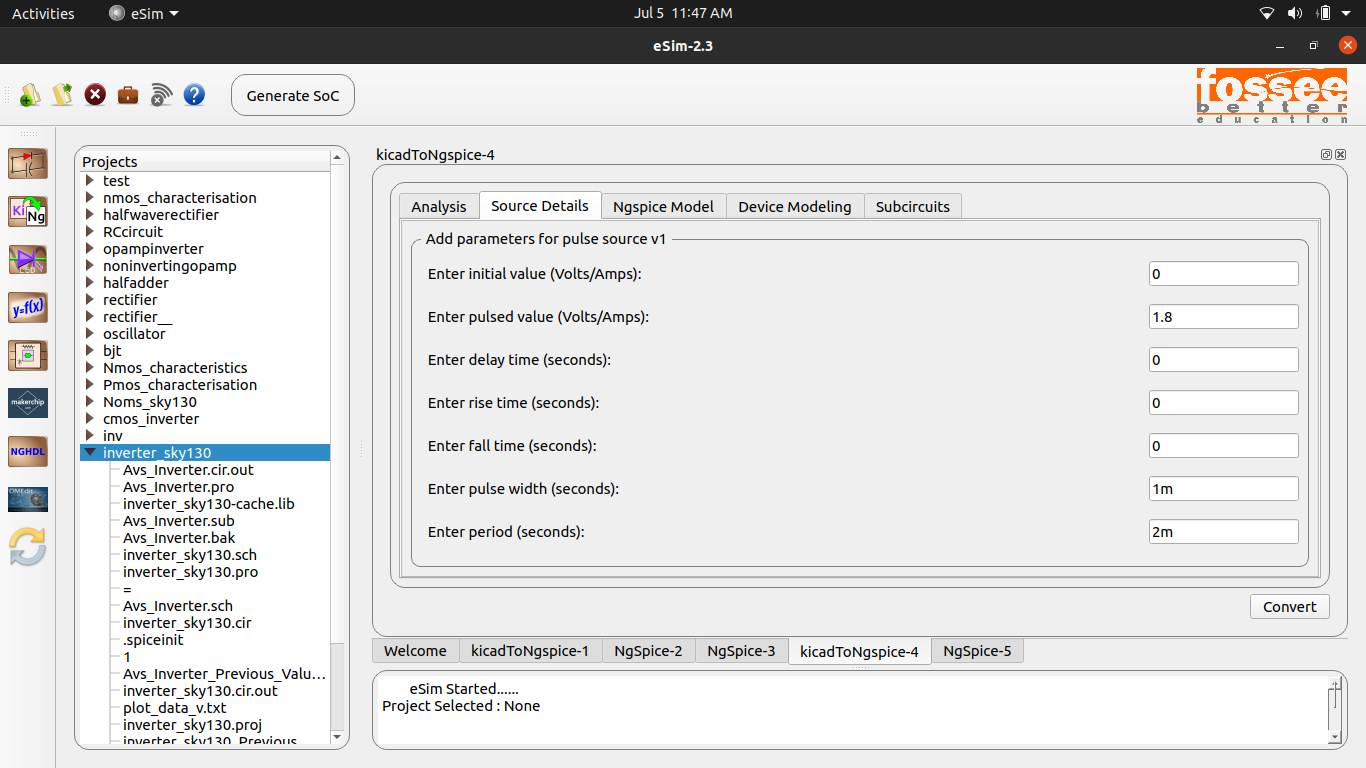 Activities eSim Jul 5 11:47 AM
eSim-2.3
Generate SoC
fossee
better
education
Projects
test
nmos_characterisation
halfwaverectifier
RCcircuit
opampinverter
noninvertingopamp
halfadder
rectifier
rectifier__
oscillator
bjt
Nmos_characteristics
Pmos_characterisation
Noms_sky130
cmos_inverter
inv
inverter_sky130
Avs_Inverter.cir.out
Avs_Inverter.pro
inverter_sky130-cache.lib
Avs_Inverter.sub
Avs_Inverter.bak
inverter_sky130.sch
inverter_sky130.pro
=
Avs_Inverter.sch
inverter_sky130.cir
.spiceinit
1
Avs_Inverter_Previous_Valu...
inverter_sky130.cir.out
plot_data_v.txt
inverter_sky130.proj
inverter_sky130_Previous
Ki Ng
y=f(x)
makerchip
NGHDL
kicadToNgspice-4
Analysis Source Details Ngspice Model Device Modeling Subcircuits
Add parameters for pulse source v1
Enter initial value (Volts/Amps): 0
Enter pulsed value (Volts/Amps): 1.8
Enter delay time (seconds): 0
Enter rise time (seconds): 0
Enter fall time (seconds): 0
Enter pulse width (seconds): 1m
Enter period (seconds): 2m
Convert
Welcome kicadToNgspice-1 NgSpice-2 NgSpice-3 kicadToNgspice-4 NgSpice-5
eSim Started......
Project Selected : None